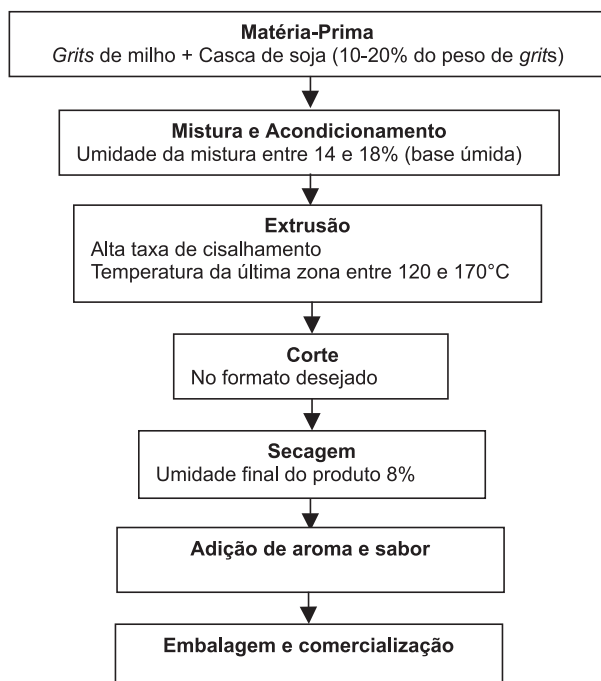 Matéria-Prima
Grits de milho + Casca de soja (10-20% do peso de grits)
Mistura e Acondicionamento
Umidade da mistura entre 14 e 18% (base úmida)
Extrusão
Alta taxa de cisalhamento
Temperatura da última zona entre 120 e 170°C
Corte
No formato desejado
Secagem
Umidade final do produto 8%
Adição de aroma e sabor
Embalagem e comercialização